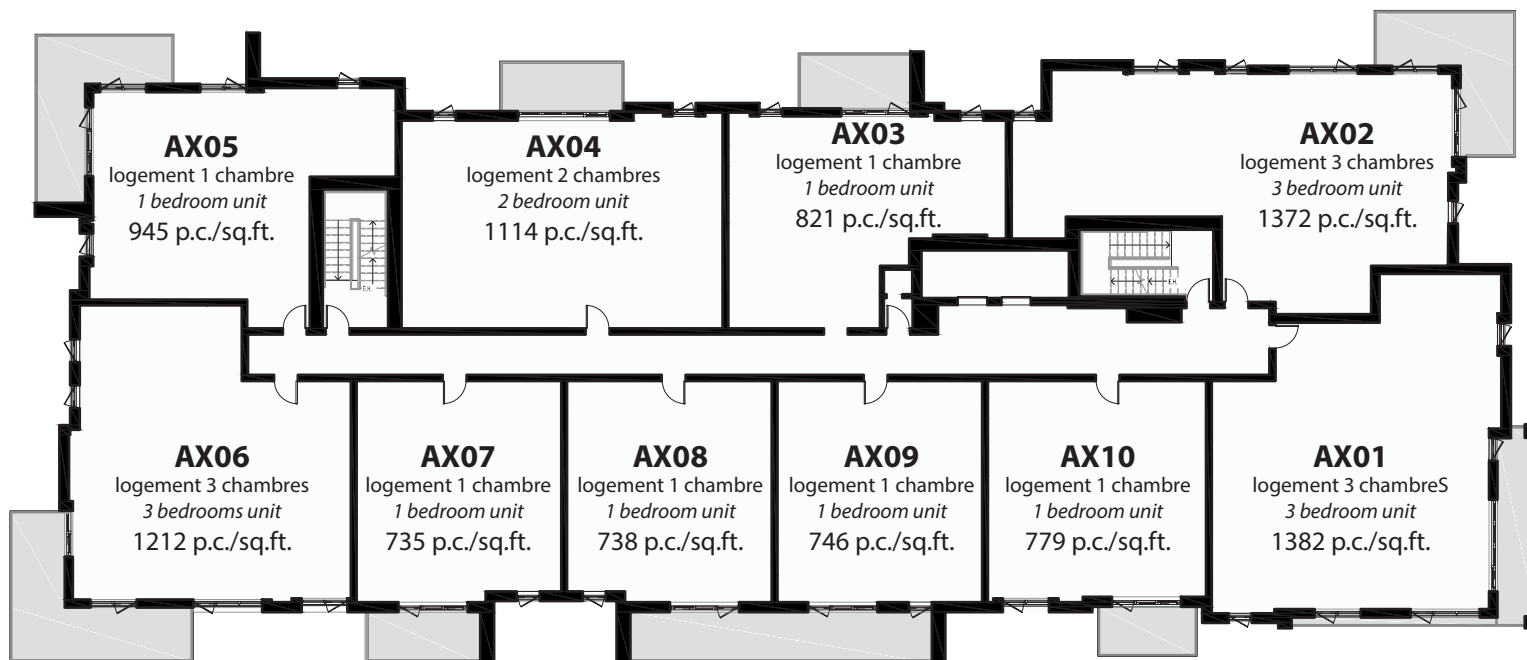 AX05
logement 1 chambre
1 bedroom unit
945 p.c./sq.ft.
AX04
logement 2 chambres
2 bedroom unit
1114 p.c./sq.ft.
AX03
logement 1 chambre
1 bedroom unit
821 p.c./sq.ft.
AX02
logement 3 chambres
3 bedroom unit
1372 p.c./sq.ft.
E.H.
E.H.
AX06
logement 3 chambres
3 bedrooms unit
1212 p.c./sq.ft.
AX07
logement 1 chambre
1 bedroom unit
735 p.c./sq.ft.
AX08
logement 1 chambre
1 bedroom unit
738 p.c./sq.ft.
AX09
logement 1 chambre
1 bedroom unit
746 p.c./sq.ft.
AX10
logement 1 chambre
1 bedroom unit
779 p.c./sq.ft.
AX01
logement 3 chambreS
3 bedroom unit
1382 p.c./sq.ft.